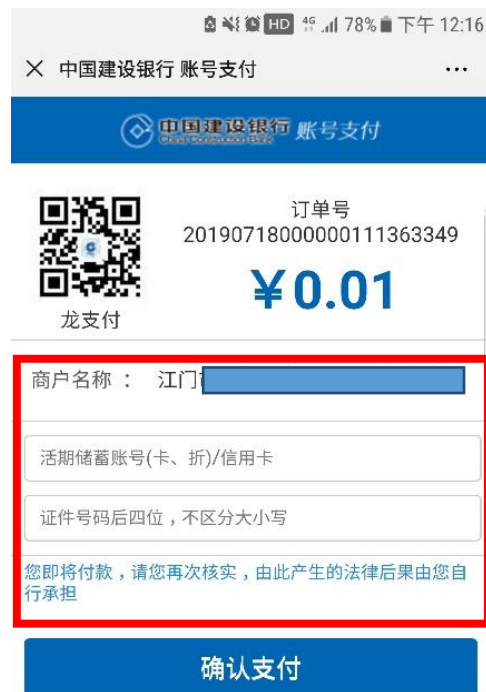 HD 4G 78% 下午 12:16
中国建设银行 账号支付
中国建设银行 账号支付
China Construction Bank
订单号
20190718000000111363349
¥0.01
龙支付
商户名称 ： 江门
活期储蓄账号(卡、折)/信用卡
证件号码后四位，不区分大小写
您即将付款，请您再次核实，由此产生的法律后果由您自
行承担
确认支付